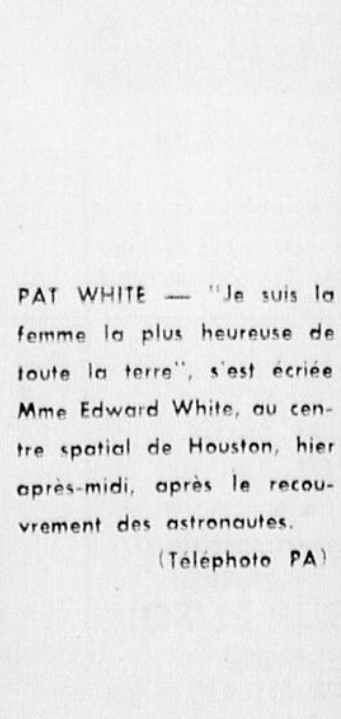 PAT WHITE — "Je suis la
femme la plus heureuse de
toute la terre", s'est écriée
Mme Edward White, au cen-
tre spatial de Houston, hier
après-midi, après le recou-
vrement des astronautes.
(Téléphoto PA)